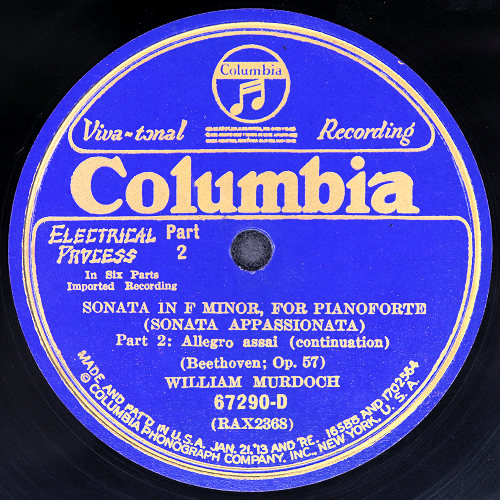 Columbia
Viva-tonal Recording
Columbia
ELECTRICAL PROCESS
Part 2
In Six Parts
Imported Recording
SONATA IN F MINOR, FOR PIANOFORTE
(SONATA APPASSIONATA)
Part 2: Allegro assai (continuation)
(Beethoven; Op. 57)
WILLIAM MURDOCH
67290-D
(RAX2368)
MADE AND PAT'D IN U.S.A. JAN. 21, '13 AND RE. 16588 AND 1702564
© COLUMBIA PHONOGRAPH COMPANY, INC., NEW YORK, U.S.A.